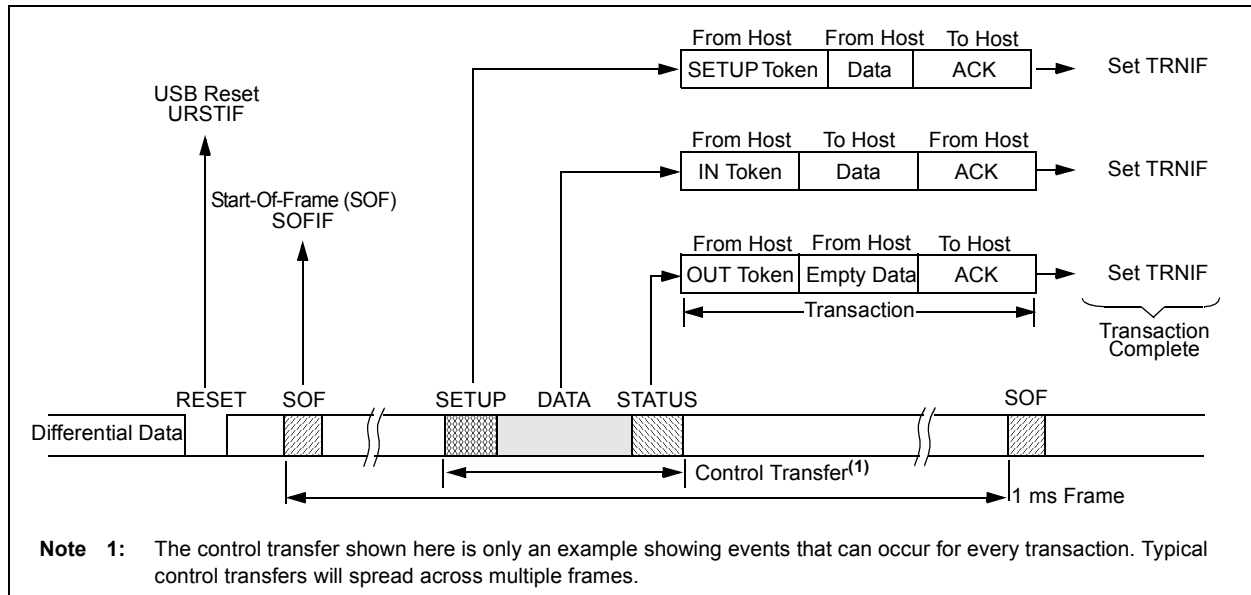 From Host From Host To Host
SETUP Token Data ACK Set TRNIF
USB Reset
URSTIF
From Host To Host From Host
IN Token Data ACK Set TRNIF
Start-Of-Frame (SOF)
SOFIF
From Host From Host To Host
OUT Token Empty Data ACK Set TRNIF
Transaction
Transaction
Complete
RESET SOF SETUP DATA STATUS SOF
Differential Data
Control Transfer(1)
1 ms Frame
Note 1: The control transfer shown here is only an example showing events that can occur for every transaction. Typical
control transfers will spread across multiple frames.